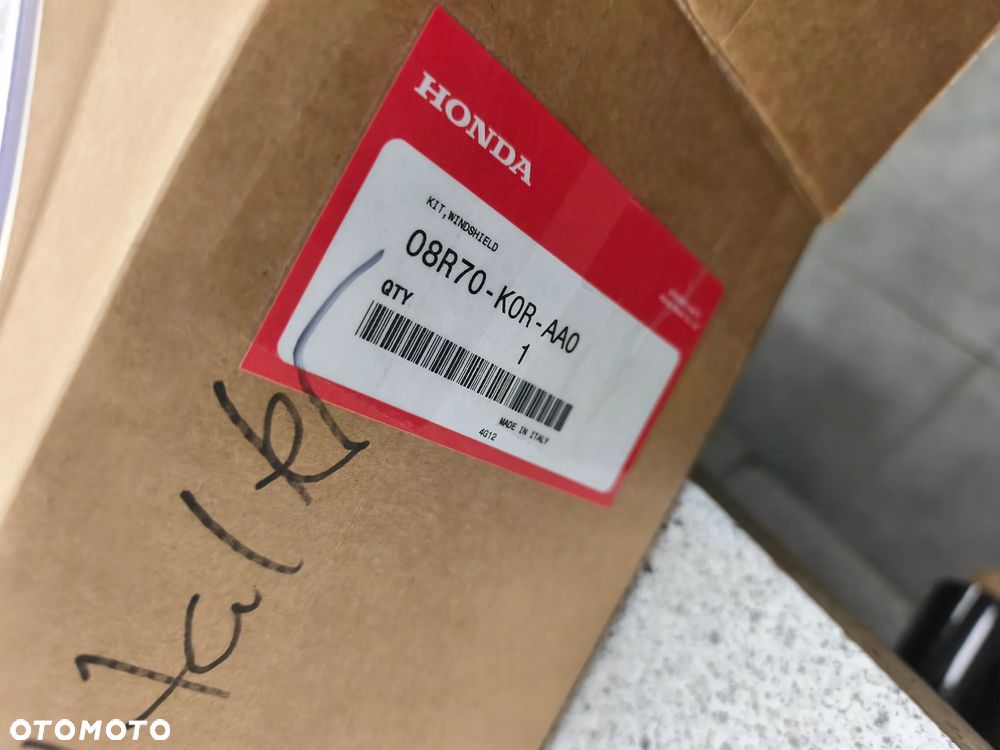 HONDA
KIT,WINDSHIELD
08R70-K0R-AA0
QTY
1
MADE IN ITALY
4G12
OTOMOTO